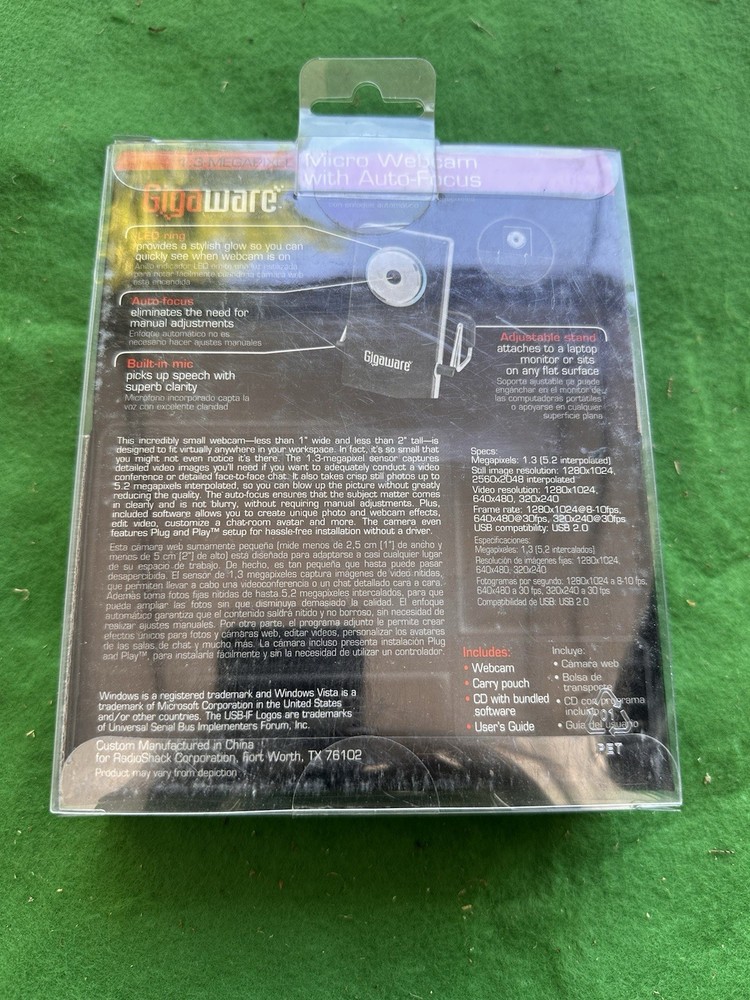 1.3-MEGAPIXEL
Micro Webcam
with Auto-Focus
Gigaware
LED ring
provides a stylish glow so you can
quickly see when webcam is on
Anillo indicador LED
para notar fácilmente cuando la cámara web
está encendida
Auto-focus
eliminates the need for
manual adjustments
Enfoque automático no es
necesario hacer ajustes manuales
Built-in mic
picks up speech with
superb clarity
Micrófono incorporado capta la
voz con excelente claridad
Gigaware
Adjustable stand
attaches to a laptop
monitor or sits
on any flat surface
Soporte ajustable se puede
enganchar en el monitor de
las computadoras portátiles
o apoyarse en cualquier
superficie plana
This incredibly small webcam—less than 1" wide and less than 2" tall—is
designed to fit virtually anywhere in your workspace. In fact, it's so small that
you might not even notice it's there. The 1.3-megapixel sensor captures
detailed video images you'll need if you want to adequately conduct a video
conference or detailed face-to-face chat. It also takes crisp still photos up to
5.2 megapixels interpolated, so you can blow up the picture without greatly
reducing the quality. The auto-focus ensures that the subject matter comes
in clearly and is not blurry, without requiring manual adjustments. Plus,
included software allows you to create unique photo and webcam effects,
edit video, customize a chat-room avatar and more. The camera even
features Plug and Play™ setup for hassle-free installation without a driver.
Esta cámara web sumamente pequeña (mide menos de 2,5 cm [1"] de ancho y
menos de 5 cm [2"] de alto) está diseñada para adaptarse a casi cualquier lugar
de su espacio de trabajo. De hecho, es tan pequeña que hasta puede pasar
desapercibida. El sensor de 1,3 megapixeles captura imágenes de video nítidas,
que permiten llevar a cabo una videoconferencia o un chat detallado cara a cara.
Además toma fotos fijas nítidas de hasta 5.2 megapixeles intercalados, para que
pueda ampliar las fotos sin que disminuya demasiado la calidad. El enfoque
automático garantiza que el contenido saldrá nítido y no borroso, sin necesidad de
realizar ajustes manuales. Por otra parte, el programa adjunto le permite crear
efectos únicos para fotos y cámaras web, editar videos, personalizar los avatares
de las salas de chat y mucho más. La cámara incluso presenta instalación Plug
and Play™, para instalarla fácilmente y sin la necesidad de utilizar un controlador.
Specs:
Megapixels: 1.3 (5.2 interpolated)
Still image resolution: 1280x1024,
2560x2048 interpolated
Video resolution: 1280x1024,
640x480, 320x240
Frame rate: 1280x1024@8-10fps,
640x480@30fps, 320x240@30fps
USB compatibility: USB 2.0
Especificaciones:
Megapixeles: 1,3 (5.2 intercalados)
Resolución de imágenes fijas: 1280x1024,
640x480, 320x240
Fotogramas por segundo: 1280x1024 a 8-10 fps,
640x480 a 30 fps, 320x240 a 30 fps
Compatibilidad de USB: USB 2.0
Includes:
• Webcam
• Carry pouch
• CD with bundled
software
• User's Guide
Incluye:
• Cámara web
• Bolsa de
transporte
• CD con programa
incluido
• Guía del usuario
PET
Windows is a registered trademark and Windows Vista is a
trademark of Microsoft Corporation in the United States
and/or other countries. The USB-IF Logos are trademarks
of Universal Serial Bus Implementers Forum, Inc.
Custom Manufactured in China
for RadioShack Corporation, Fort Worth, TX 76102
Product may vary from depiction